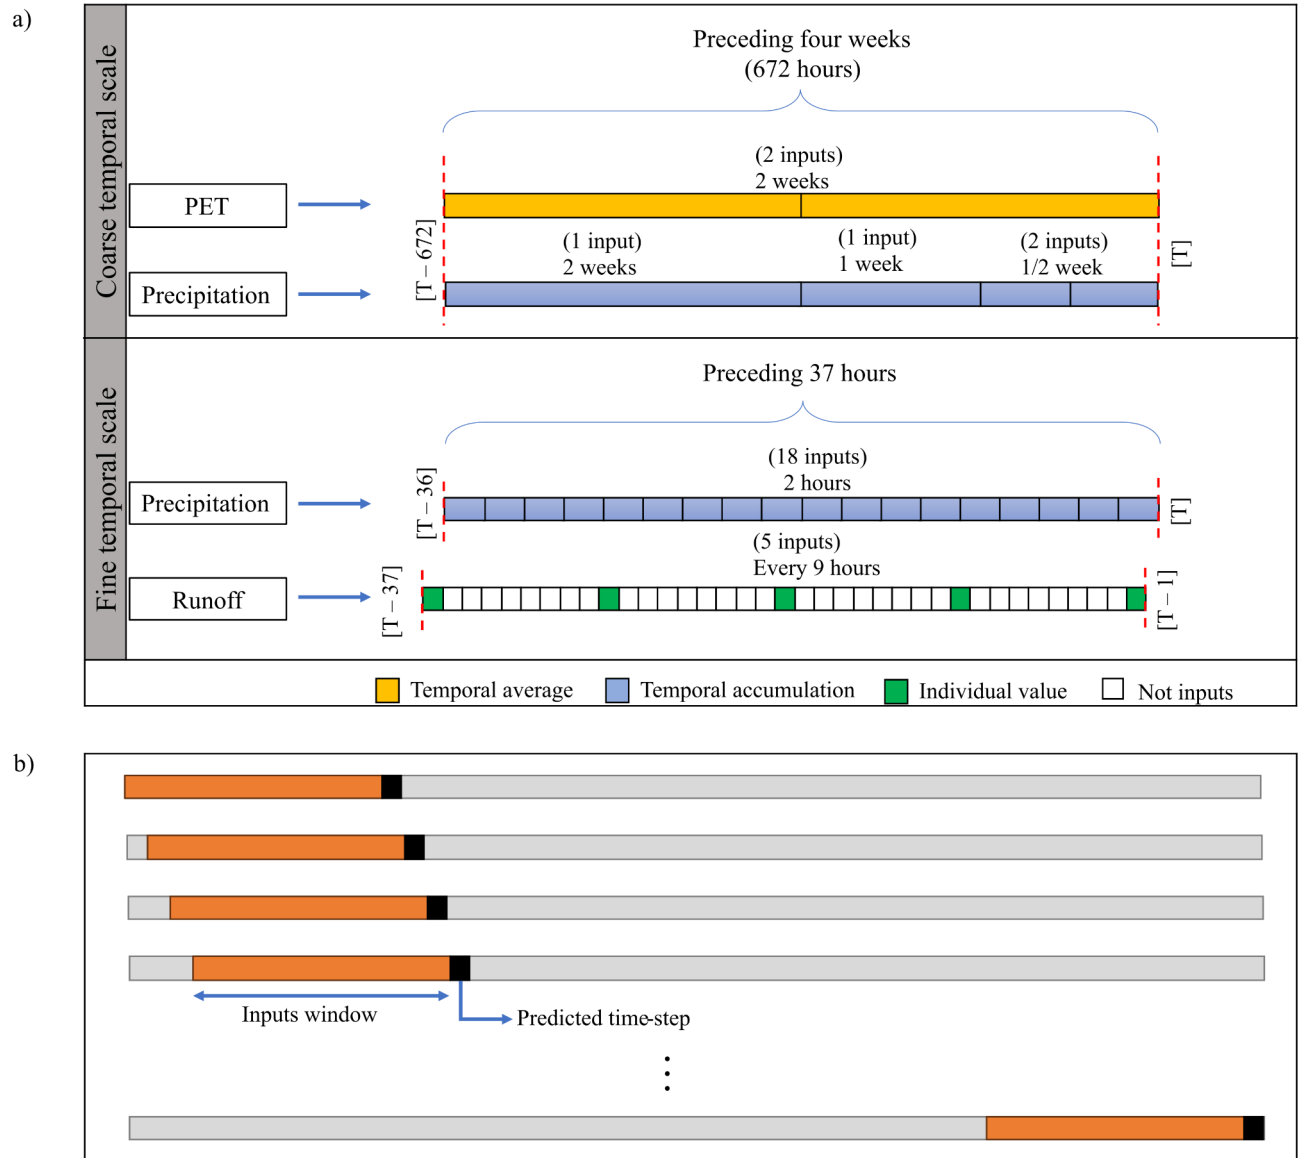 a)
Coarse temporal scale
Preceding four weeks
(672 hours)
(2 inputs)
2 weeks
PET
[T – 672]
[T]
(1 input)
2 weeks
(1 input)
1 week
(2 inputs)
1/2 week
Precipitation
Fine temporal scale
Preceding 37 hours
(18 inputs)
2 hours
Precipitation
[T – 36]
[T]
(5 inputs)
Every 9 hours
Runoff
[T – 37]
[T – 1]
Temporal average
Temporal accumulation
Individual value
Not inputs
b)
Inputs window
Predicted time-step